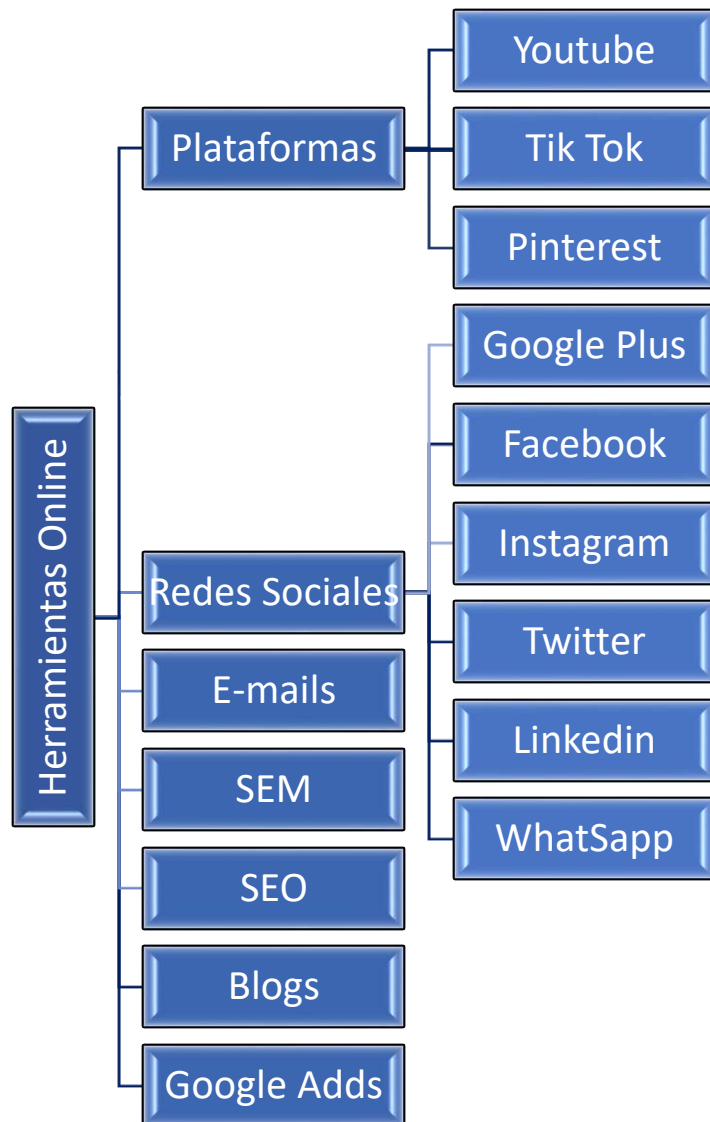 Herramientas Online
Plataformas
Youtube
Tik Tok
Pinterest
Redes Sociales
Google Plus
Facebook
Instagram
Twitter
Linkedin
WhatSapp
E-mails
SEM
SEO
Blogs
Google Adds